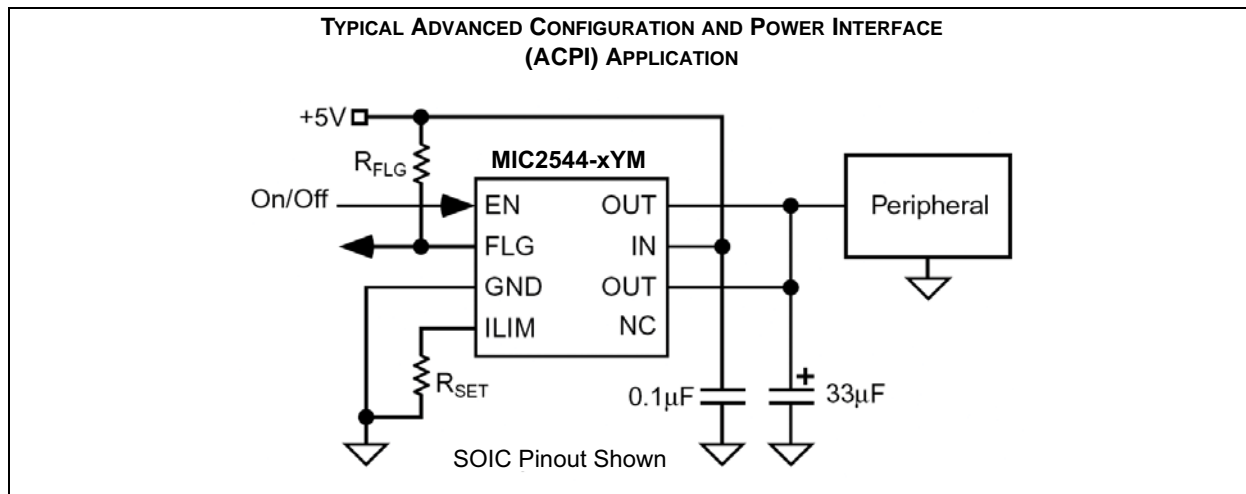 TYPICAL ADVANCED CONFIGURATION AND POWER INTERFACE
(ACPI) APPLICATION
+5V
RFLG
MIC2544-xYM
On/Off
EN
OUT
Peripheral
FLG
IN
GND
OUT
ILIM
NC
RSET
0.1μF
+
33μF
SOIC Pinout Shown